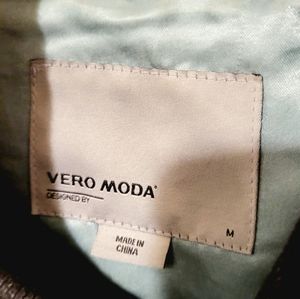 VERO MODA®
DESIGNED BY
M
MADE IN
CHINA